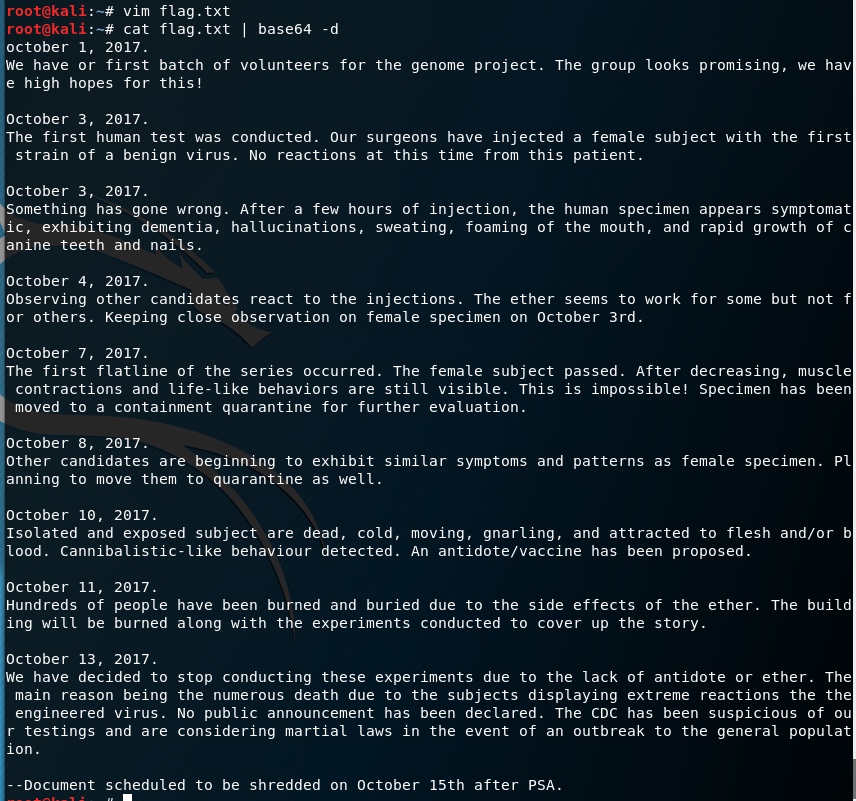 root@kali:~# vim flag.txt
root@kali:~# cat flag.txt | base64 -d
october 1, 2017.
We have or first batch of volunteers for the genome project. The group looks promising, we hav
e high hopes for this!
October 3, 2017.
The first human test was conducted. Our surgeons have injected a female subject with the first
 strain of a benign virus. No reactions at this time from this patient.
October 3, 2017.
Something has gone wrong. After a few hours of injection, the human specimen appears symptomat
ic, exhibiting dementia, hallucinations, sweating, foaming of the mouth, and rapid growth of c
anine teeth and nails.
October 4, 2017.
Observing other candidates react to the injections. The ether seems to work for some but not f
or others. Keeping close observation on female specimen on October 3rd.
October 7, 2017.
The first flatline of the series occurred. The female subject passed. After decreasing, muscle
 contractions and life-like behaviors are still visible. This is impossible! Specimen has been
 moved to a containment quarantine for further evaluation.
October 8, 2017.
Other candidates are beginning to exhibit similar symptoms and patterns as female specimen. Pl
anning to move them to quarantine as well.
October 10, 2017.
Isolated and exposed subject are dead, cold, moving, gnarling, and attracted to flesh and/or b
lood. Cannibalistic-like behaviour detected. An antidote/vaccine has been proposed.
October 11, 2017.
Hundreds of people have been burned and buried due to the side effects of the ether. The build
ing will be burned along with the experiments conducted to cover up the story.
October 13, 2017.
We have decided to stop conducting these experiments due to the lack of antidote or ether. The
 main reason being the numerous death due to the subjects displaying extreme reactions the the
 engineered virus. No public announcement has been declared. The CDC has been suspicious of ou
r testings and are considering martial laws in the event of an outbreak to the general populat
ion.
--Document scheduled to be shredded on October 15th after PSA.
root@kali:~#